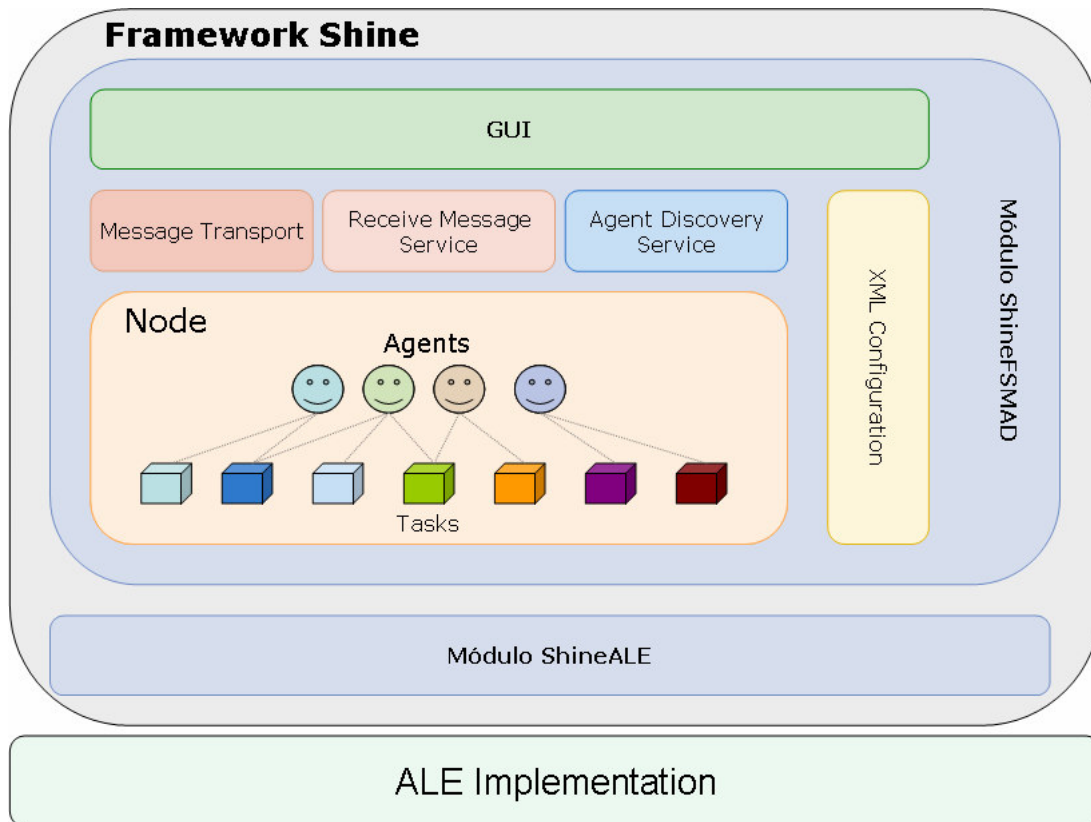 Framework Shine
GUI
Message Transport
Receive Message
Service
Agent Discovery
Service
XML Configuration
Módulo ShineFSMAD
Node
Agents
Tasks
Módulo ShineALE
ALE Implementation